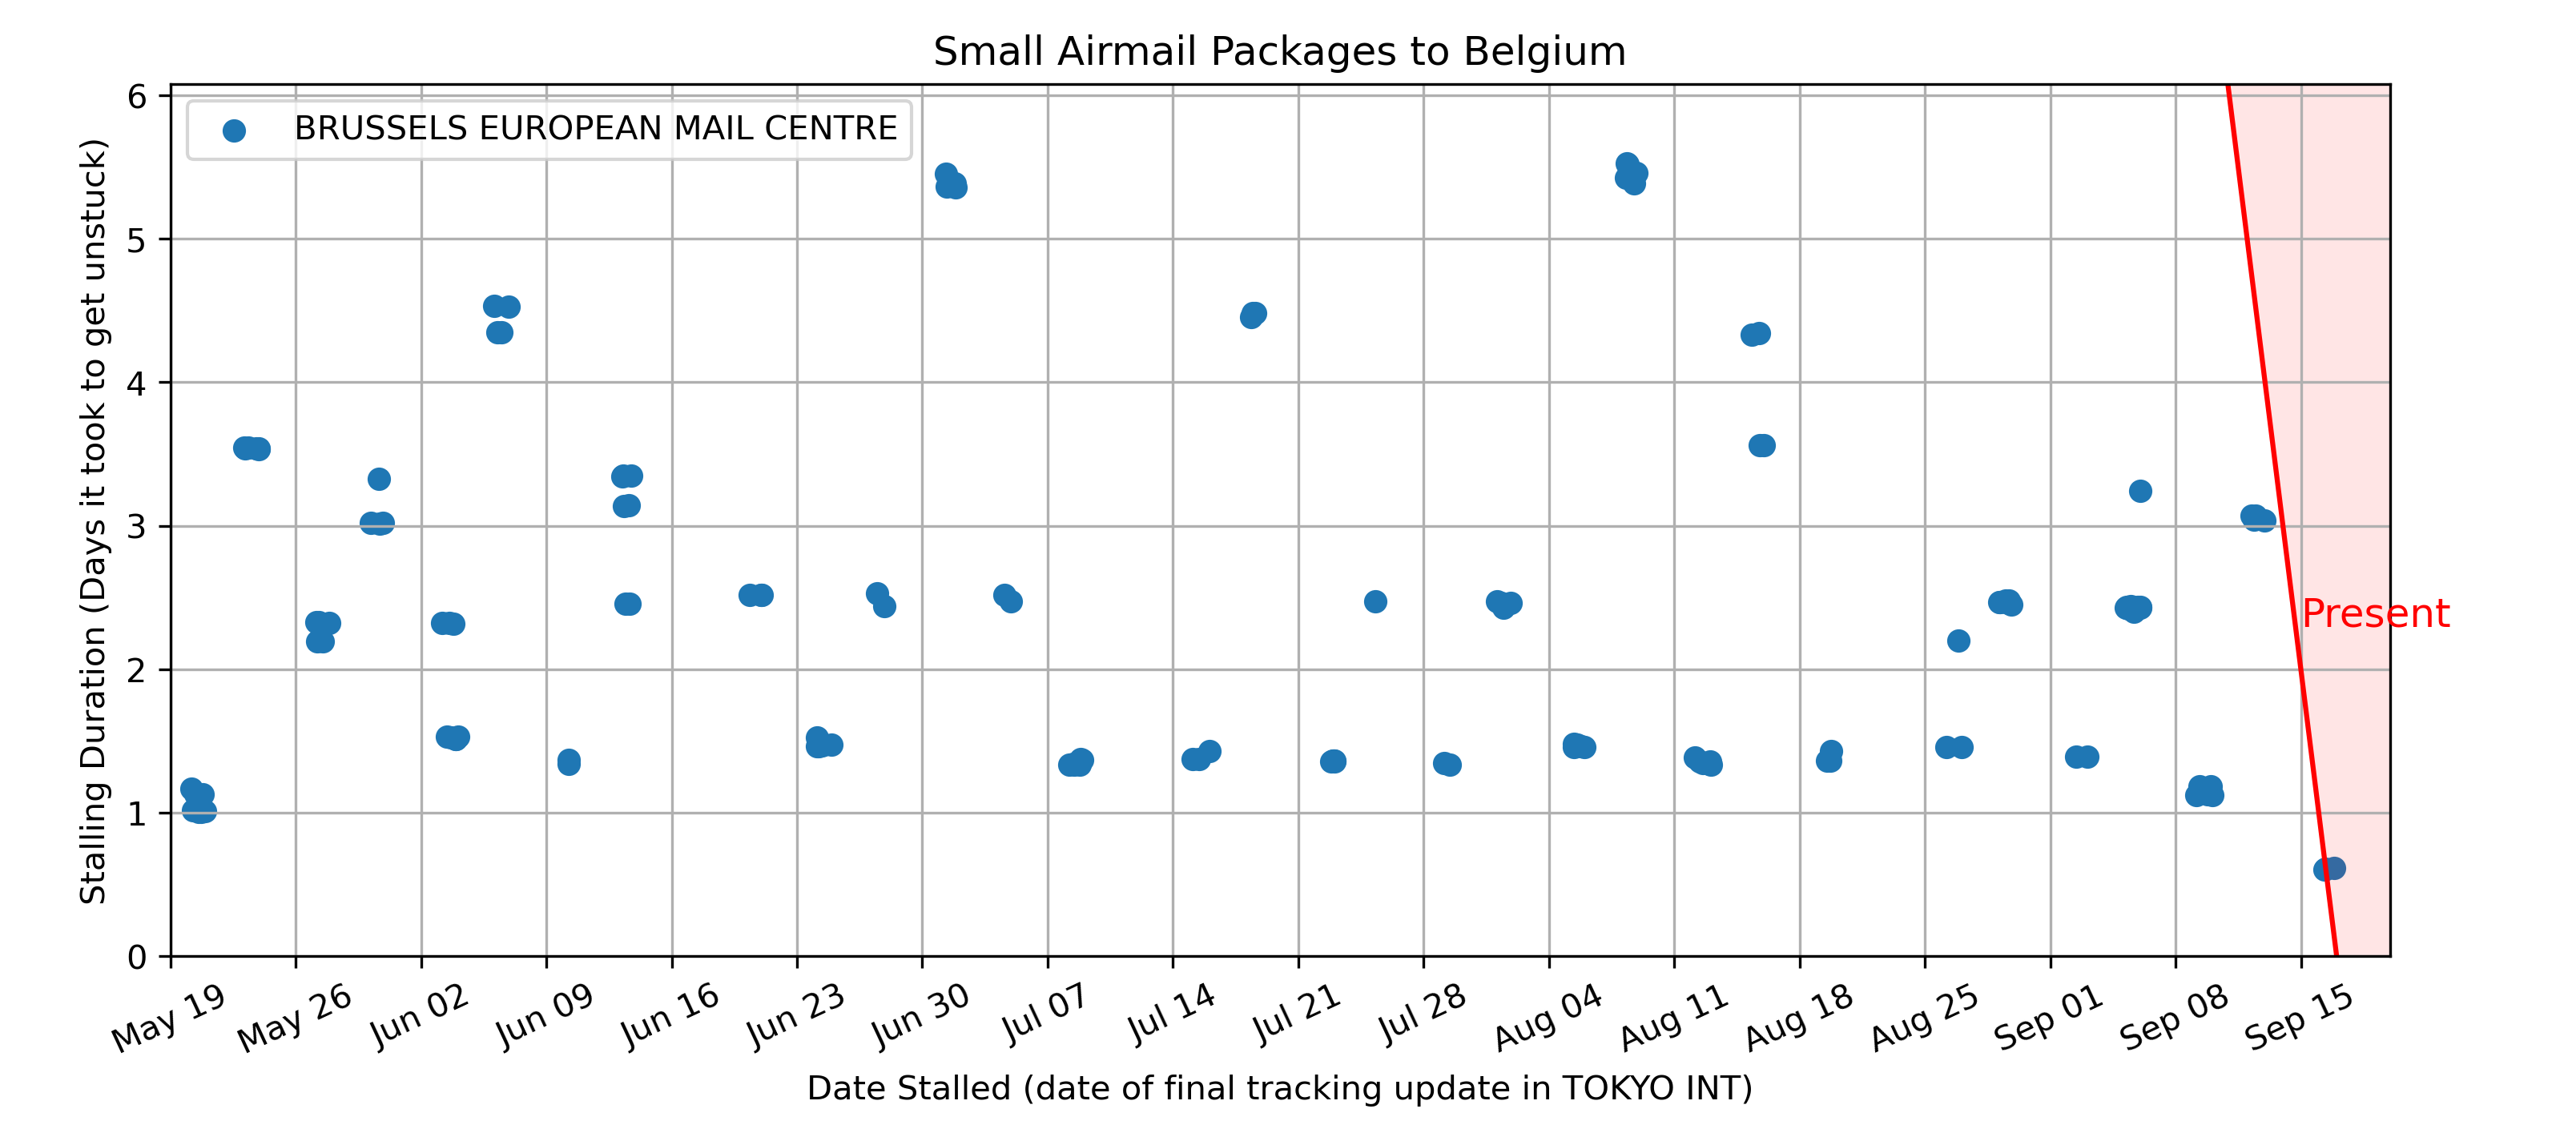 Small Airmail Packages to Belgium
BRUSSELS EUROPEAN MAIL CENTRE
Stalling Duration (Days it took to get unstuck)
6
5
4
3
2
1
0
Present
May 19
May 26
Jun 02
Jun 09
Jun 16
Jun 23
Jun 30
Jul 07
Jul 14
Jul 21
Jul 28
Aug 04
Aug 11
Aug 18
Aug 25
Sep 01
Sep 08
Sep 15
Date Stalled (date of final tracking update in TOKYO INT)